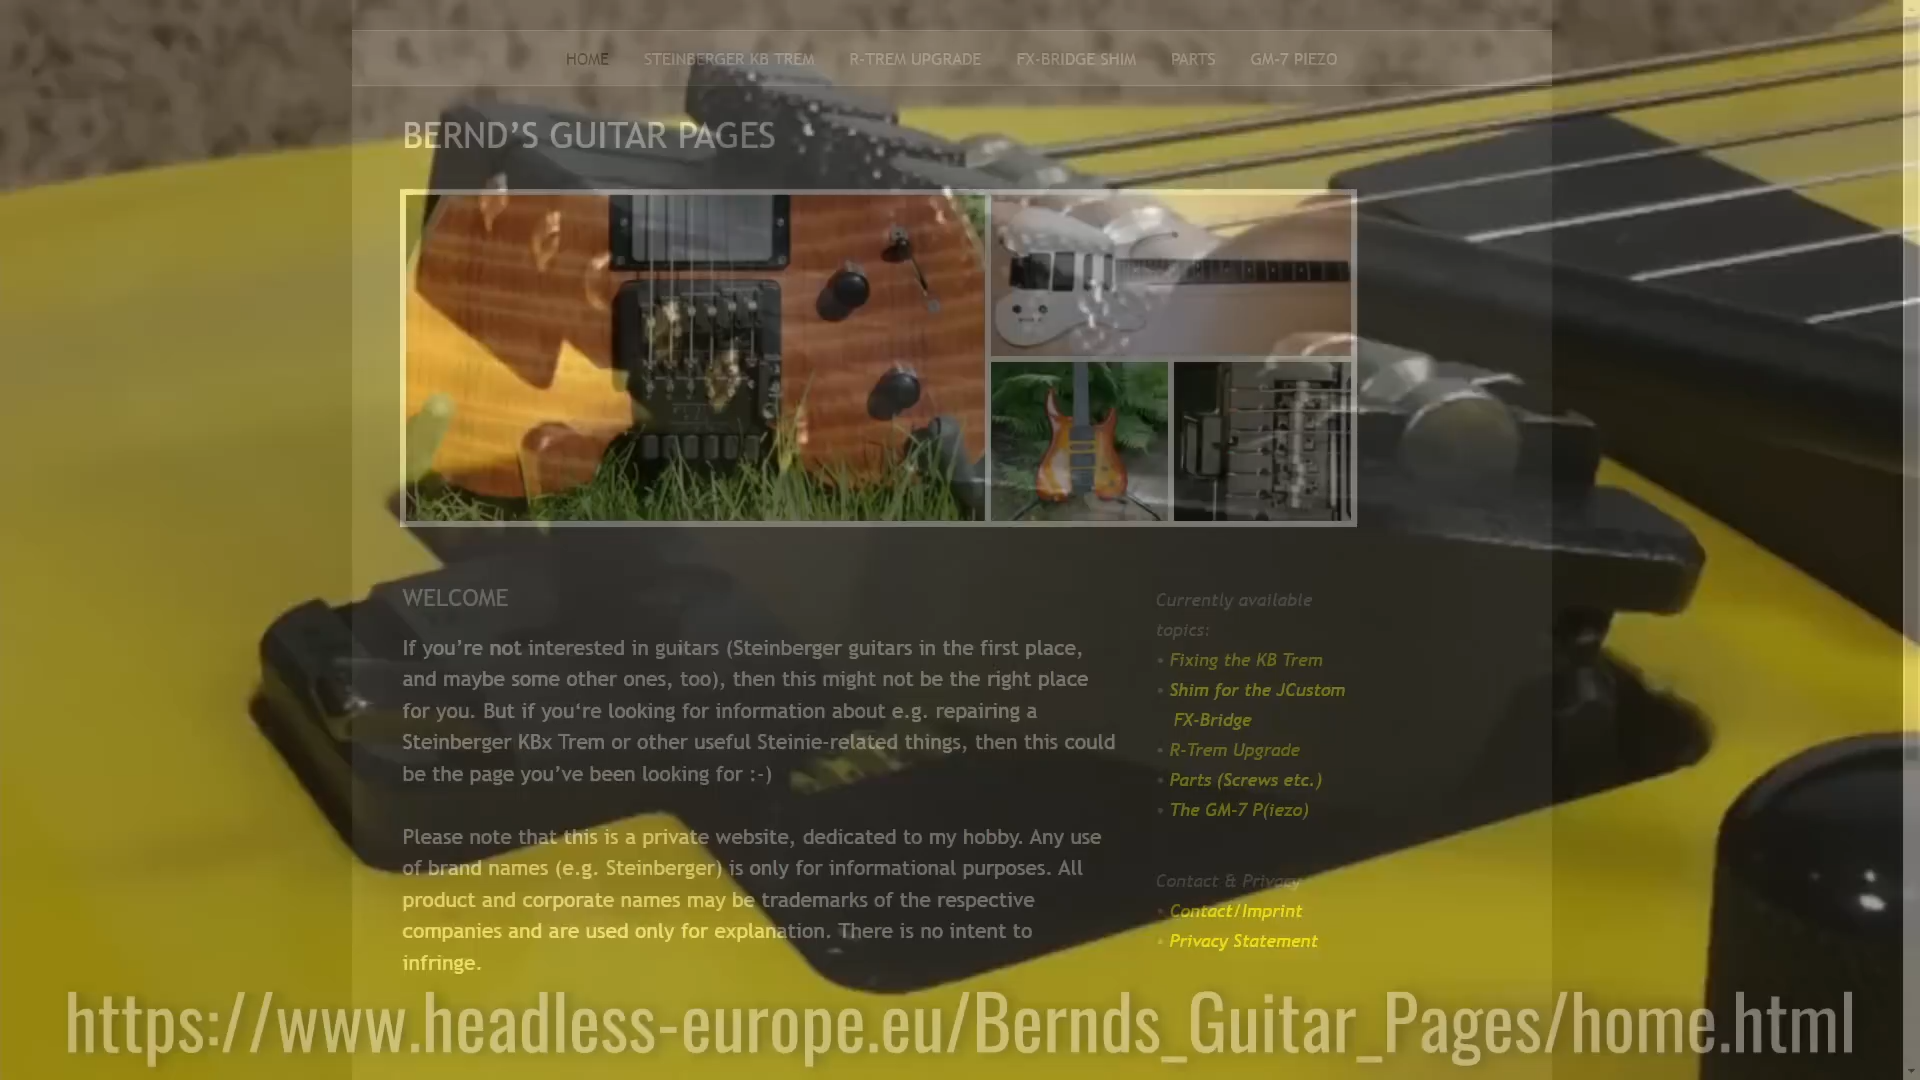 HOME STEINBERGER KB TREM R-TREM UPGRADE FX-BRIDGE SHIM PARTS GM-7 PIEZO
BERND’S GUITAR PAGES
WELCOME
If you’re not interested in guitars (Steinberger guitars in the first place,
and maybe some other ones, too), then this might not be the right place
for you. But if you‘re looking for information about e.g. repairing a
Steinberger KBx Trem or other useful Steinie-related things, then this could
be the page you’ve been looking for :-)
Please note that this is a private website, dedicated to my hobby. Any use
of brand names (e.g. Steinberger) is only for informational purposes. All
product and corporate names may be trademarks of the respective
companies and are used only for explanation. There is no intent to
infringe.
Currently available
topics:
• Fixing the KB Trem
• Shim for the JCustom
FX-Bridge
• R-Trem Upgrade
• Parts (Screws etc.)
• The GM-7 P(iezo)
Contact & Privacy
• Contact/Imprint
• Privacy Statement
https://www.headless-europe.eu/Bernds_Guitar_Pages/home.html